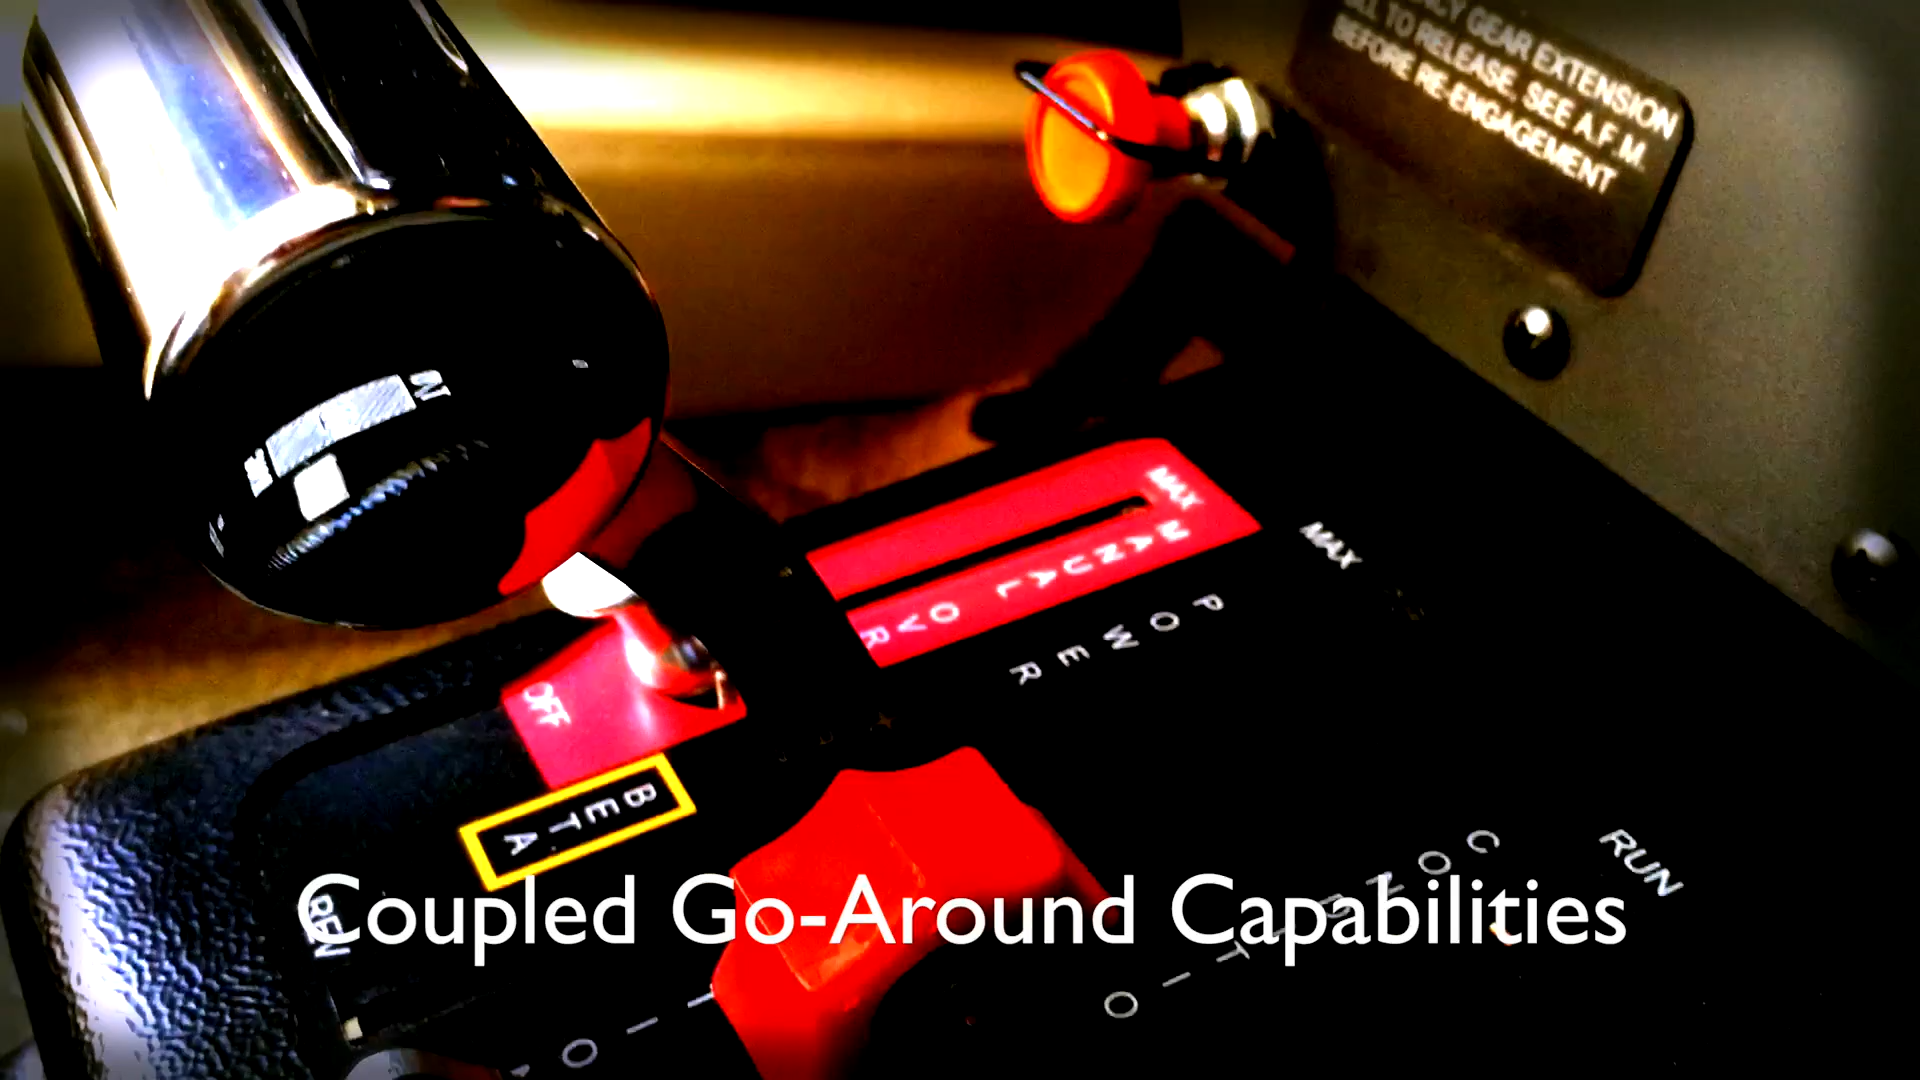 GEAR EXTENSION
TO RELEASE. SEE A.F.M.
BEFORE RE-ENGAGEMENT
MAX
MANUAL OVR
MAX
POWER
OFF
BETA
RUN
Coupled Go-Around Capabilities